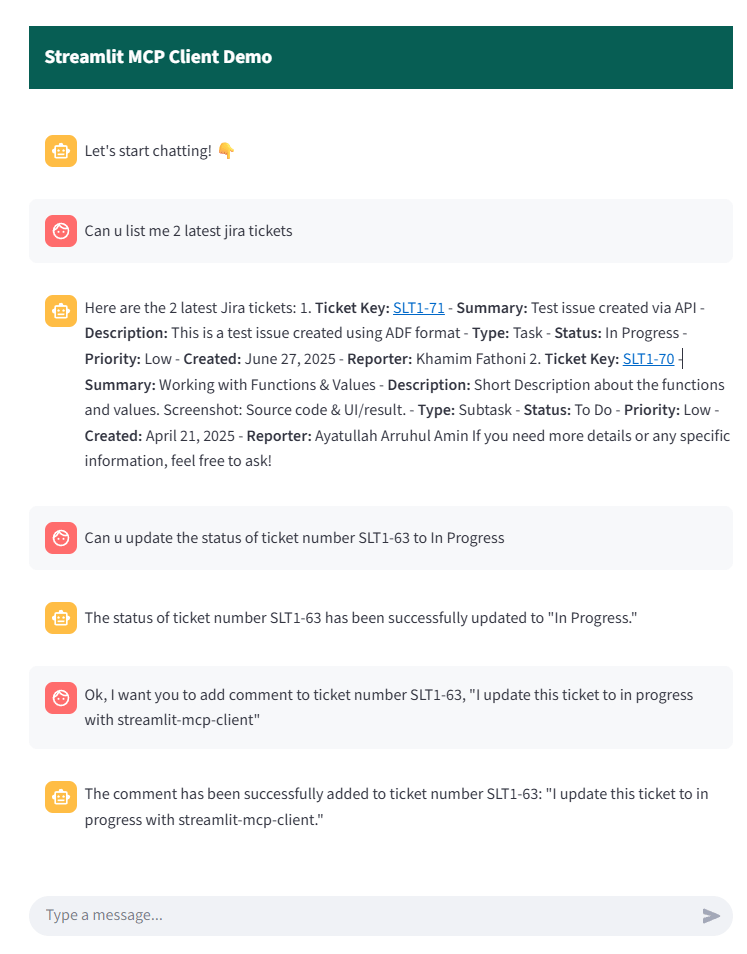 Streamlit MCP Client Demo
Let's start chatting! 👇
Can u list me 2 latest jira tickets
Here are the 2 latest Jira tickets: 1. Ticket Key: SLT1-71 - Summary: Test issue created via API -
Description: This is a test issue created using ADF format - Type: Task - Status: In Progress -
Priority: Low - Created: June 27, 2025 - Reporter: Khamim Fathoni 2. Ticket Key: SLT1-70 -
Summary: Working with Functions & Values - Description: Short Description about the functions
and values. Screenshot: Source code & UI/result. - Type: Subtask - Status: To Do - Priority: Low -
Created: April 21, 2025 - Reporter: Ayatullah Arruhul Amin If you need more details or any specific
information, feel free to ask!
Can u update the status of ticket number SLT1-63 to In Progress
The status of ticket number SLT1-63 has been successfully updated to "In Progress."
Ok, I want you to add comment to ticket number SLT1-63, "I update this ticket to in progress
with streamlit-mcp-client"
The comment has been successfully added to ticket number SLT1-63: "I update this ticket to in
progress with streamlit-mcp-client."
Type a message...